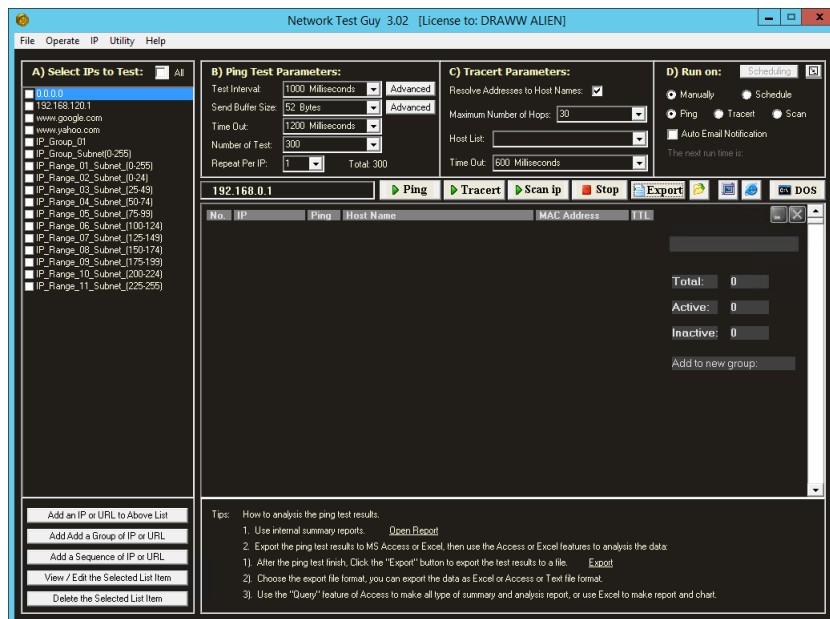 Network Test Guy 3.02 [License to: DRAWW ALIEN]
File Operate IP Utility Help
A) Select IPs to Test: All
0.0.0.0
192.168.120.1
www.google.com
www.yahoo.com
IP_Group_01
IP_Group_Subnet(0-255)
IP_Range_01_Subnet_(0-255)
IP_Range_02_Subnet_(0-24)
IP_Range_03_Subnet_(25-49)
IP_Range_04_Subnet_(50-74)
IP_Range_05_Subnet_(75-99)
IP_Range_06_Subnet_(100-124)
IP_Range_07_Subnet_(125-149)
IP_Range_08_Subnet_(150-174)
IP_Range_09_Subnet_(175-199)
IP_Range_10_Subnet_(200-224)
IP_Range_11_Subnet_(225-255)
Add an IP or URL to Above List
Add Add a Group of IP or URL
Add a Sequence of IP or URL
View / Edit the Selected List Item
Delete the Selected List Item
B) Ping Test Parameters:
Test Interval: 1000 Milliseconds Advanced
Send Buffer Size: 52 Bytes Advanced
Time Out: 1200 Milliseconds
Number of Test: 300
Repeat Per IP: 1 Total: 300
C) Tracert Parameters:
Resolve Addresses to Host Names:
Maximum Number of Hops: 30
Host List:
Time Out: 600 Milliseconds
D) Run on: Scheduling
Manually Schedule
Ping Tracert Scan
Auto Email Notification
The next run time is:
192.168.0.1 Ping Tracert Scan ip Stop Export DOS
No. IP Ping Host Name MAC Address TTL
Total: 0
Active: 0
Inactive: 0
Add to new group:
Tips: How to analysis the ping test results.
1. Use internal summary reports. Open Report
2. Export the ping test results to MS Access or Excel, then use the Access or Excel features to analysis the data:
1). After the ping test finish, Click the "Export" button to export the test results to a file. Export
2). Choose the export file format, you can export the data as Excel or Access or Text file format.
3). Use the "Query" feature of Access to make all type of summary and analysis report, or use Excel to make report and chart.